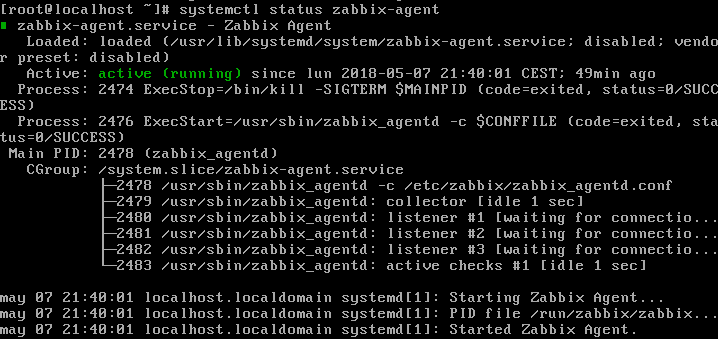 [root@localhost ~]# systemctl status zabbix-agent
zabbix-agent.service - Zabbix Agent
Loaded: loaded (/usr/lib/systemd/system/zabbix-agent.service; disabled; vendo
r preset: disabled)
Active: active (running) since lun 2018-05-07 21:40:01 CEST; 49min ago
Process: 2474 ExecStop=/bin/kill -SIGTERM $MAINPID (code=exited, status=0/SUCC
ESS)
Process: 2476 ExecStart=/usr/sbin/zabbix_agentd -c $CONFFILE (code=exited, sta
tus=0/SUCCESS)
Main PID: 2478 (zabbix_agentd)
CGroup: /system.slice/zabbix-agent.service
├─2478 /usr/sbin/zabbix_agentd -c /etc/zabbix/zabbix_agentd.conf
├─2479 /usr/sbin/zabbix_agentd: collector [idle 1 sec]
├─2480 /usr/sbin/zabbix_agentd: listener #1 [waiting for connectio...
├─2481 /usr/sbin/zabbix_agentd: listener #2 [waiting for connectio...
├─2482 /usr/sbin/zabbix_agentd: listener #3 [waiting for connectio...
└─2483 /usr/sbin/zabbix_agentd: active checks #1 [idle 1 sec]
may 07 21:40:01 localhost.localdomain systemd[1]: Starting Zabbix Agent...
may 07 21:40:01 localhost.localdomain systemd[1]: PID file /run/zabbix/zabbix...
may 07 21:40:01 localhost.localdomain systemd[1]: Started Zabbix Agent.